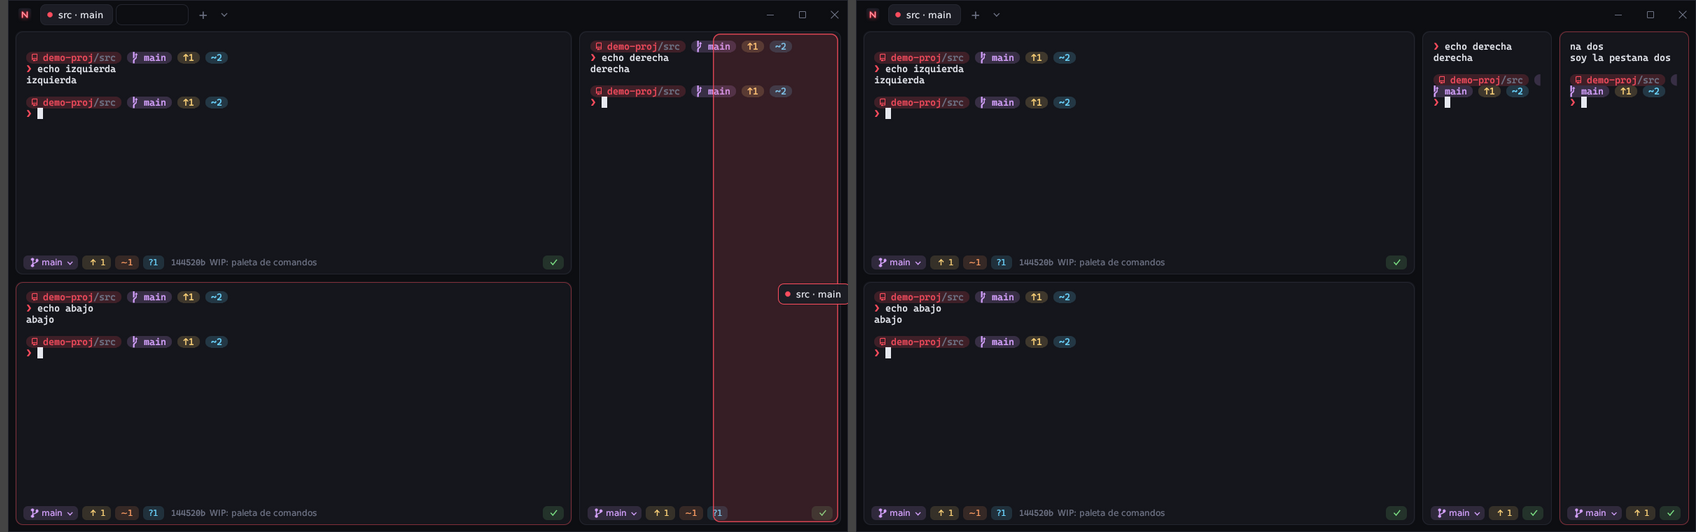 N src · main
demo-proj/src main ↑1 ~2
❯ echo izquierda
izquierda
demo-proj/src main ↑1 ~2
❯
main ↑ 1 ~1 ?1 144520b WIP: paleta de comandos ✓
demo-proj/src main ↑1 ~2
❯ echo abajo
abajo
demo-proj/src main ↑1 ~2
❯
main ↑ 1 ~1 ?1 144520b WIP: paleta de comandos ✓
demo-proj/src main ↑1 ~2
❯ echo derecha
derecha
demo-proj/src main ↑1 ~2
❯
src · main
main ↑ 1 ~1 ?1 ✓
N src · main
demo-proj/src main ↑1 ~2
❯ echo izquierda
izquierda
demo-proj/src main ↑1 ~2
❯
main ↑ 1 ~1 ?1 144520b WIP: paleta de comandos ✓
demo-proj/src main ↑1 ~2
❯ echo abajo
abajo
demo-proj/src main ↑1 ~2
❯
main ↑ 1 ~1 ?1 144520b WIP: paleta de comandos ✓
❯ echo derecha
derecha
demo-proj/src
main ↑1 ~2
❯
main ↑ 1 ✓
na dos
soy la pestana dos
demo-proj/src
main ↑1 ~2
❯
main ↑ 1 ✓